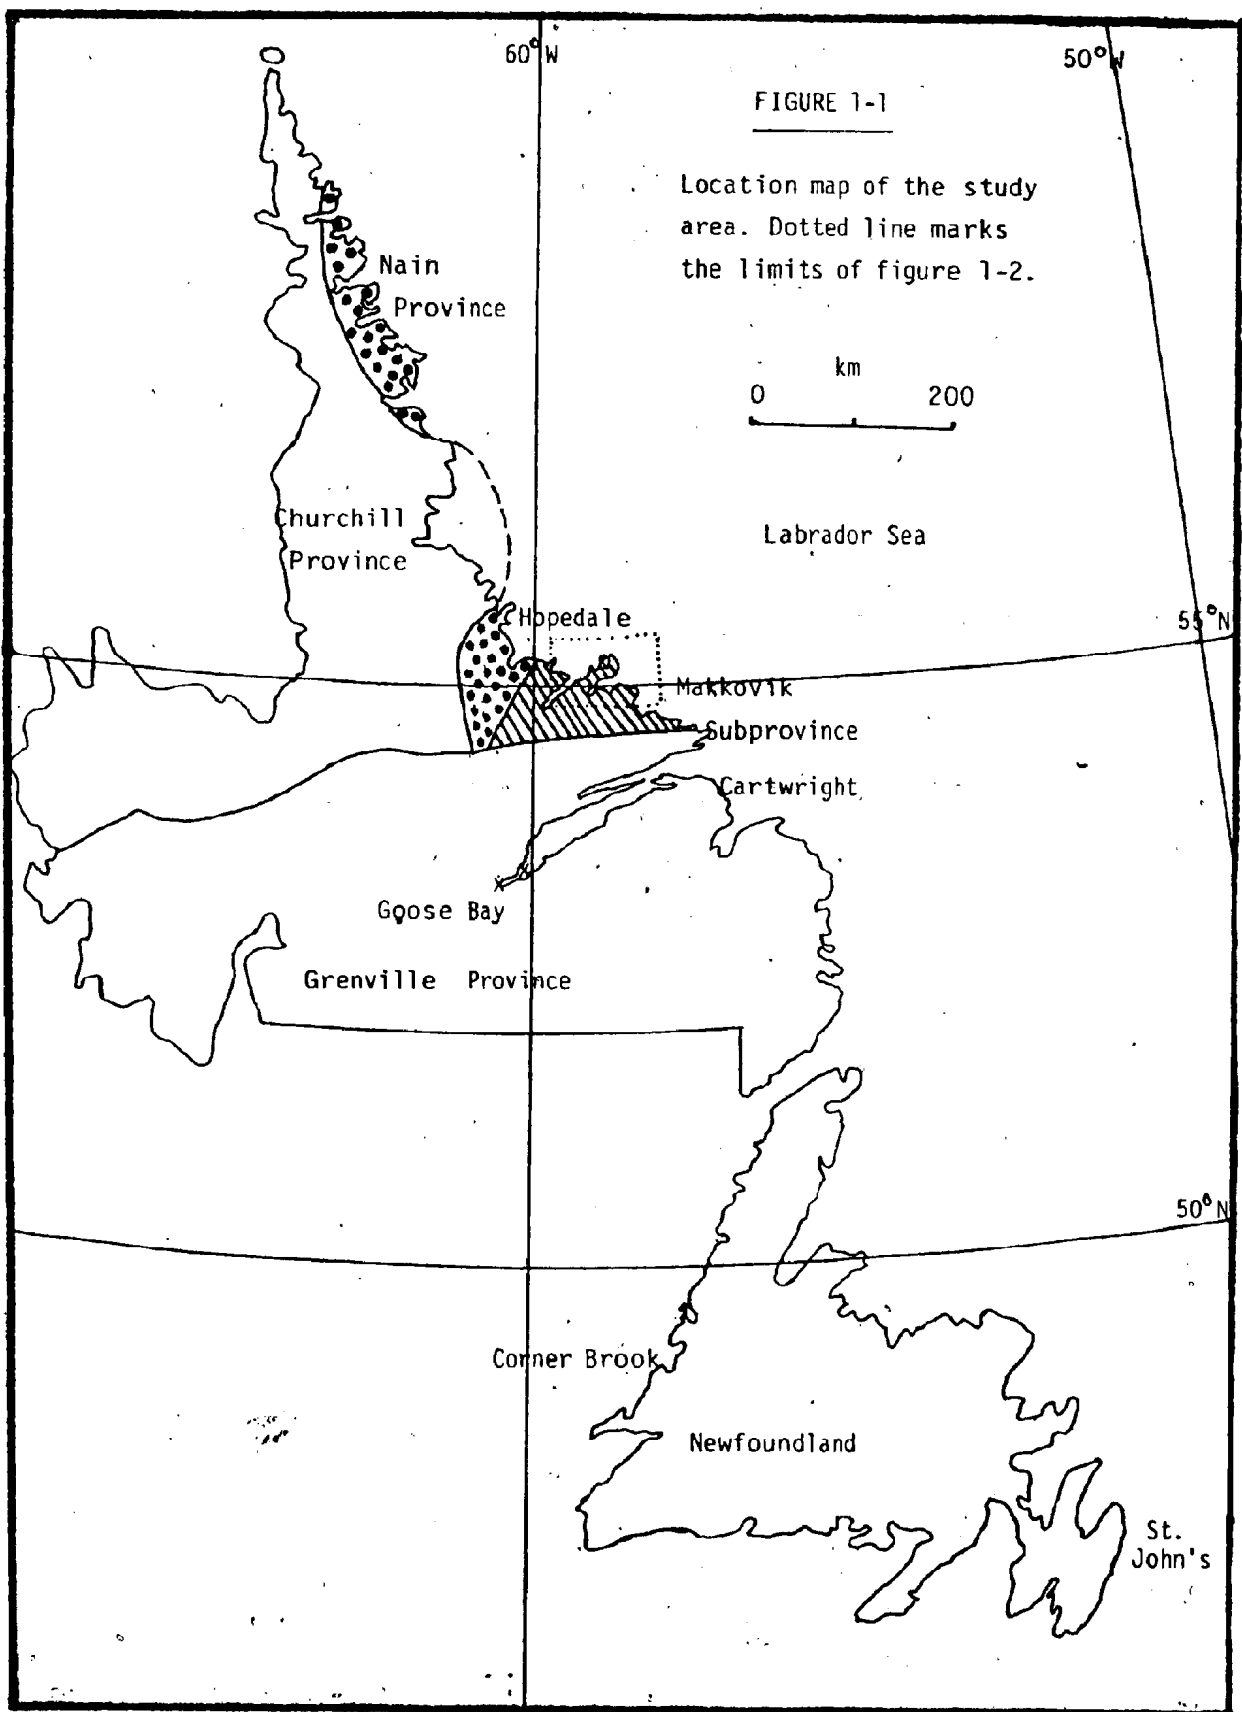 60°W
50°W
FIGURE 1-1
Location map of the study
area. Dotted line marks
the limits of figure 1-2.
Nain
Province
km
0 200
Churchill
Province
Labrador Sea
Hopedale
55°N
Makkovik
Subprovince
Cartwright
Goose Bay
Grenville Province
50°N
Corner Brook
Newfoundland
St.
John's